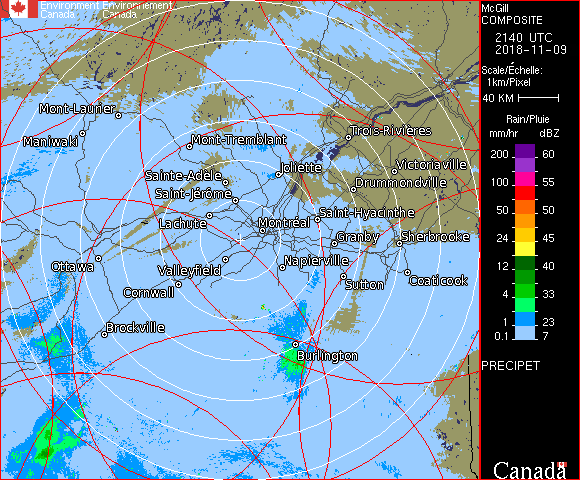 Environment Environnement
Canada Canada
McGill
COMPOSITE
2140 UTC
2018-11-09
Scale/Échelle:
1km/Pixel
40 KM
Rain/Pluie
mm/hr dBZ
200 60
100 55
50 50
24 45
12 40
4 33
1 23
0.1 7
PRECIPET
Canada
Mont-Laurier
Maniwaki
Mont-Tremblant
Trois-Rivières
Joliette
Victoriaville
Sainte-Adèle
Drummondville
Saint-Jérôme
Saint-Hyacinthe
Lachute
Montréal
Granby
Sherbrooke
Ottawa
Valleyfield
Napierville
Coaticook
Cornwall
Sutton
Brockville
Burlington